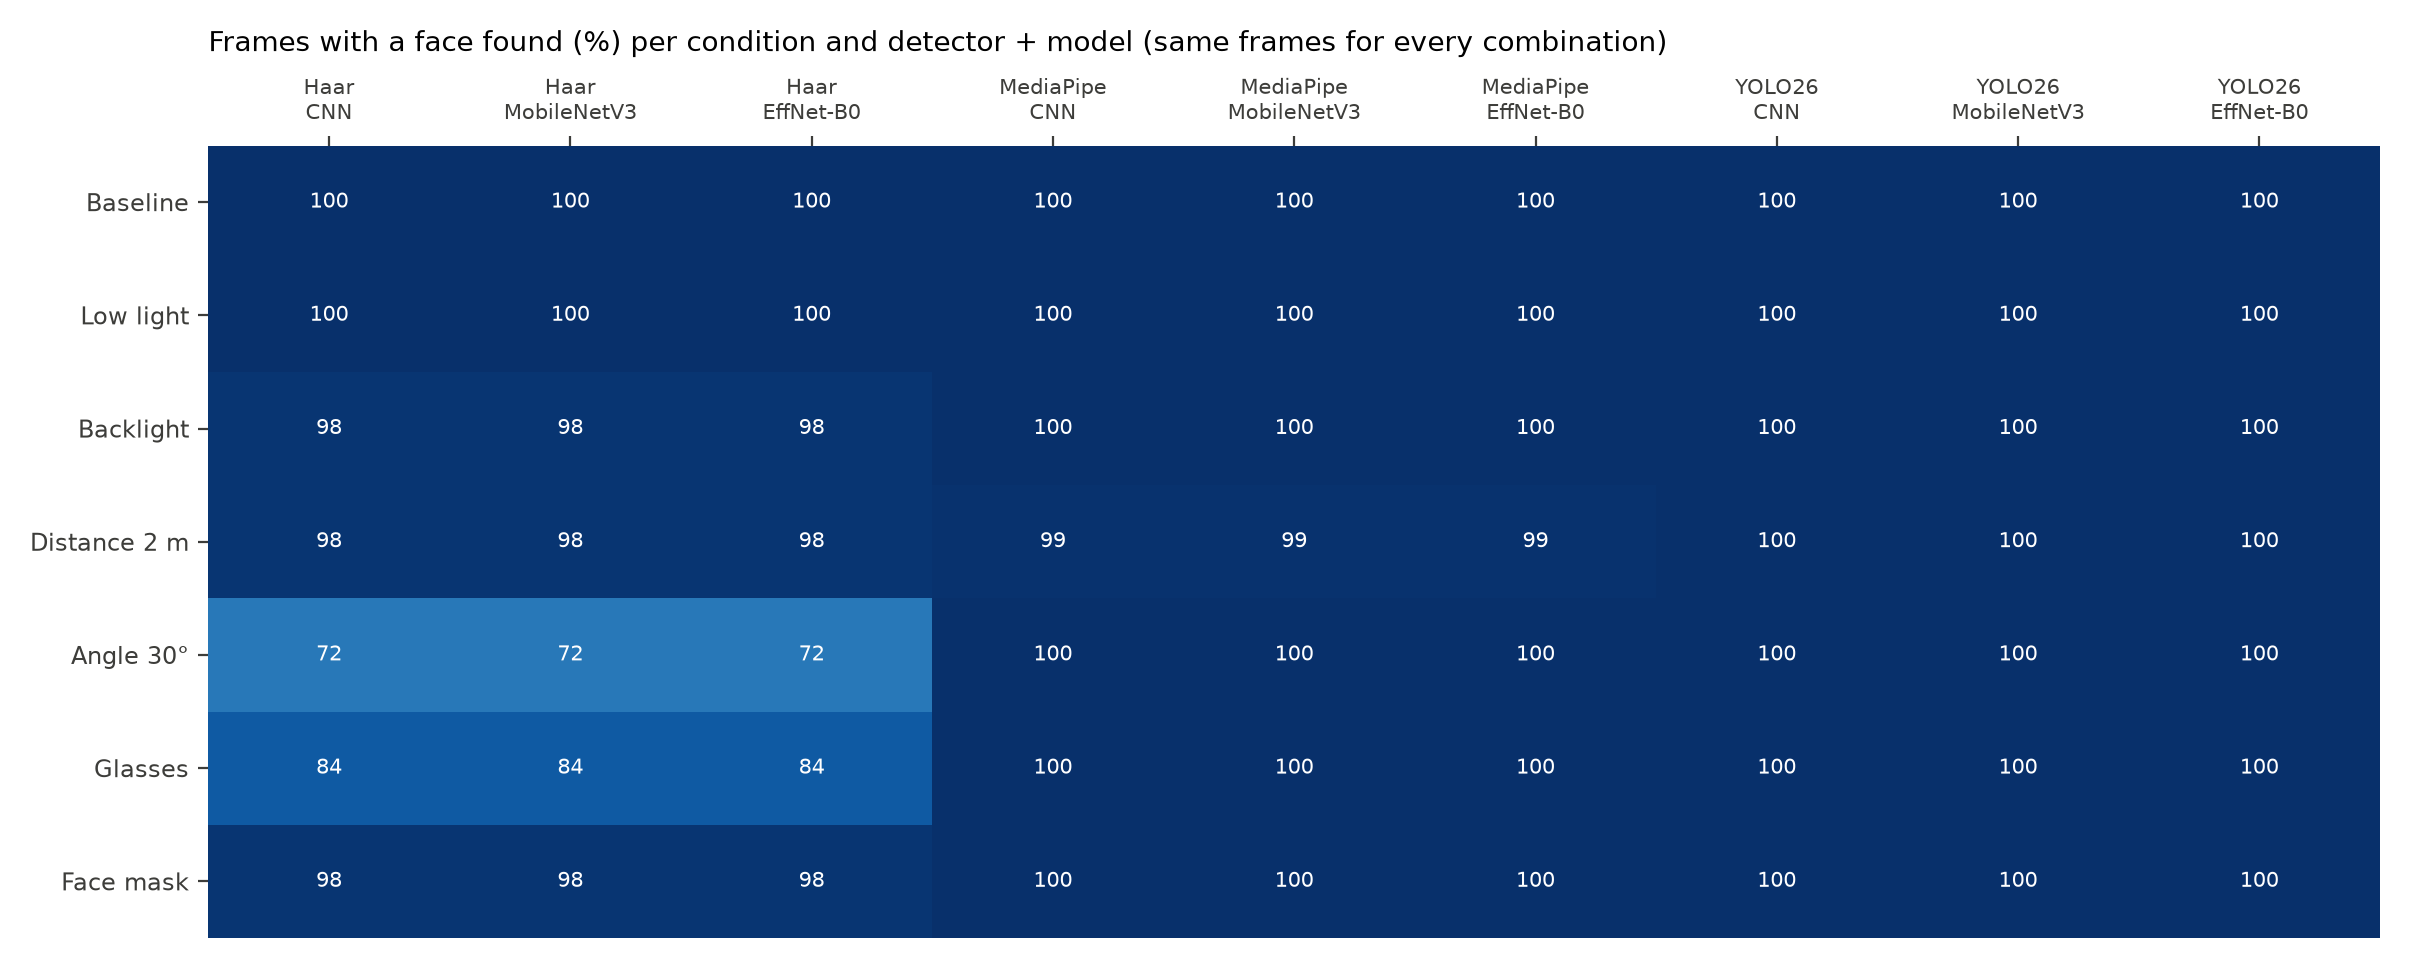 Frames with a face found (%) per condition and detector + model (same frames for every combination)
Haar Haar Haar MediaPipe MediaPipe MediaPipe YOLO26 YOLO26 YOLO26
CNN MobileNetV3 EffNet-B0 CNN MobileNetV3 EffNet-B0 CNN MobileNetV3 EffNet-B0
Baseline 100 100 100 100 100 100 100 100 100
Low light 100 100 100 100 100 100 100 100 100
Backlight 98 98 98 100 100 100 100 100 100
Distance 2 m 98 98 98 99 99 99 100 100 100
Angle 30° 72 72 72 100 100 100 100 100 100
Glasses 84 84 84 100 100 100 100 100 100
Face mask 98 98 98 100 100 100 100 100 100